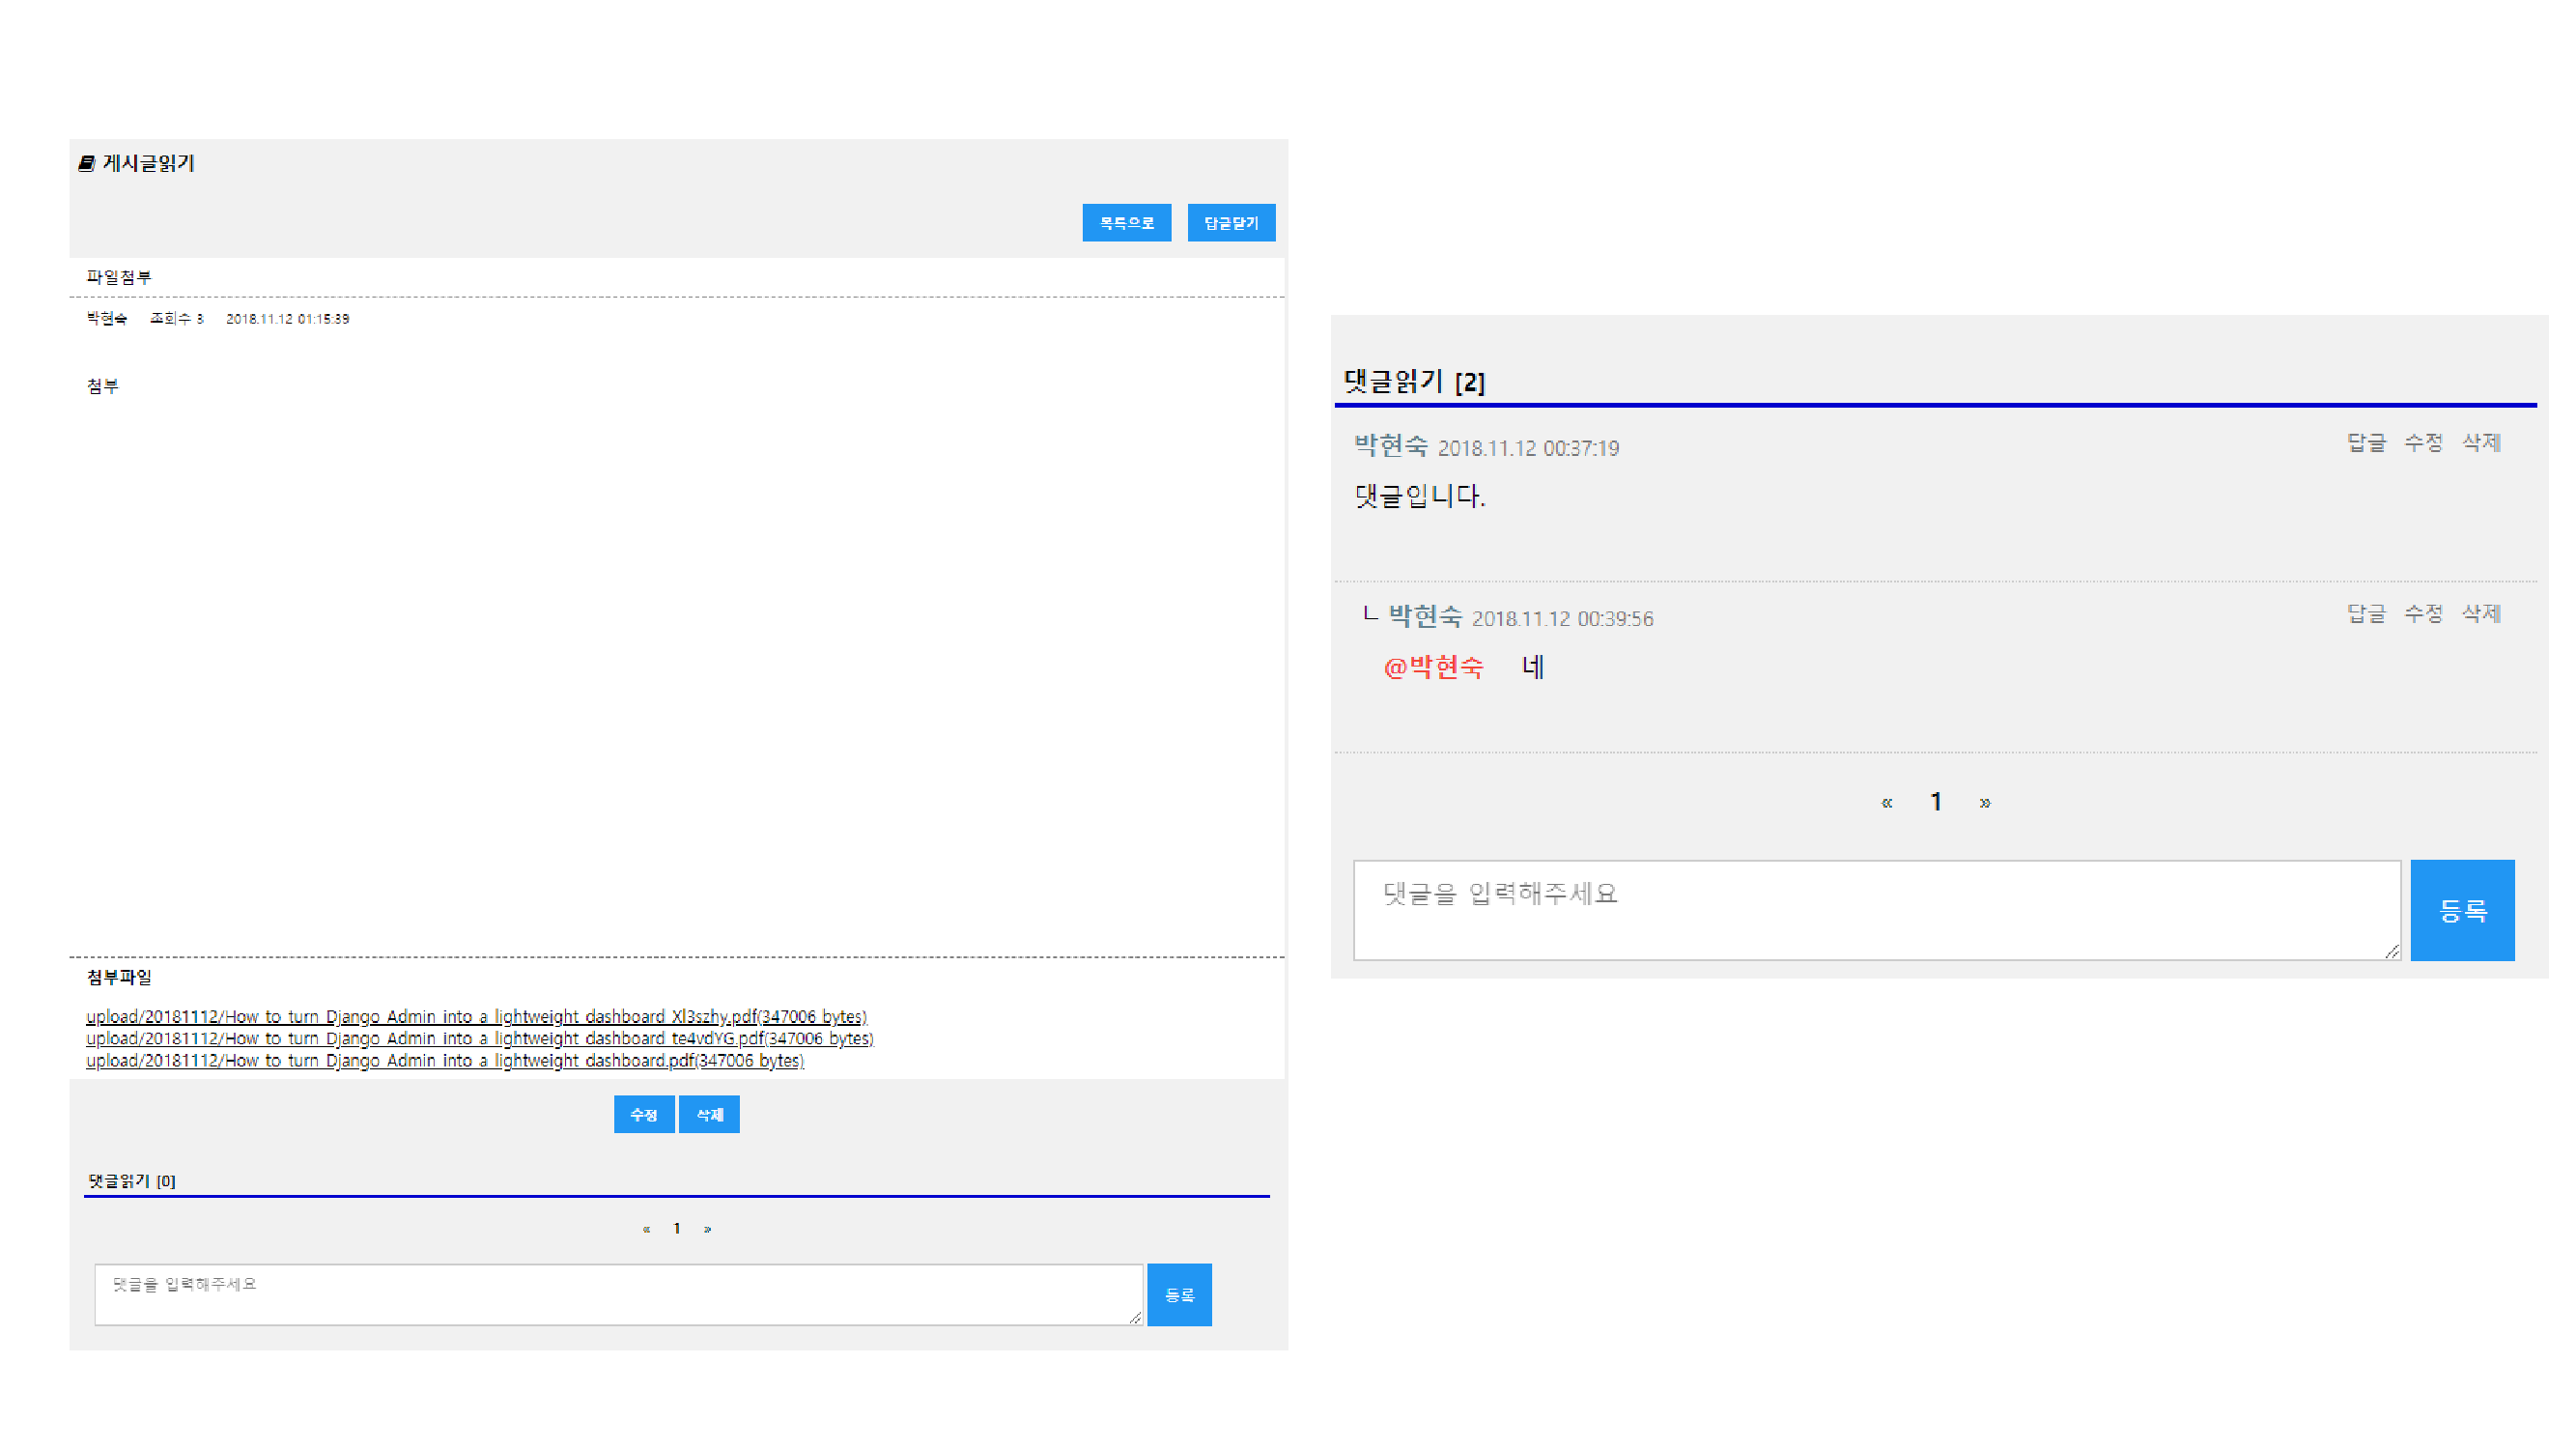 게시글읽기
목록으로 답글달기
파일첨부
박현숙 조회수 3 2018.11.12 01:15:39
첨부
첨부파일
upload/20181112/How_to_turn_Django_Admin_into_a_lightweight_dashboard_Xl3szhy.pdf(347006 bytes)
upload/20181112/How_to_turn_Django_Admin_into_a_lightweight_dashboard_te4vdYG.pdf(347006 bytes)
upload/20181112/How_to_turn_Django_Admin_into_a_lightweight_dashboard.pdf(347006 bytes)
수정 삭제
댓글읽기 [0]
« 1 »
댓글을 입력해주세요
등록
댓글읽기 [2]
박현숙 2018.11.12 00:37:19 답글 수정 삭제
댓글입니다.
ㄴ 박현숙 2018.11.12 00:39:56 답글 수정 삭제
@박현숙 네
« 1 »
댓글을 입력해주세요
등록